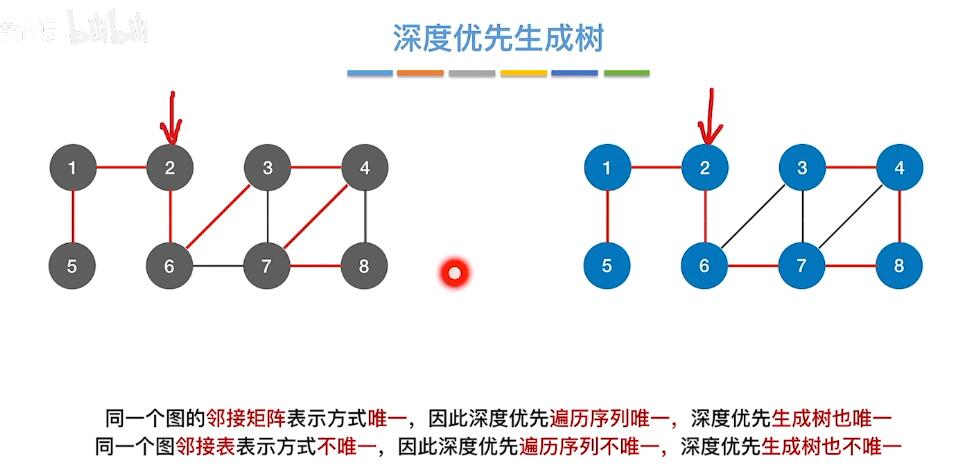 bilibili
深度优先生成树
1 2 3 4
5 6 7 8
1 2 3 4
5 6 7 8
同一个图的邻接矩阵表示方式唯一，因此深度优先遍历序列唯一，深度优先生成树也唯一
同一个图邻接表表示方式不唯一，因此深度优先遍历序列不唯一，深度优先生成树也不唯一